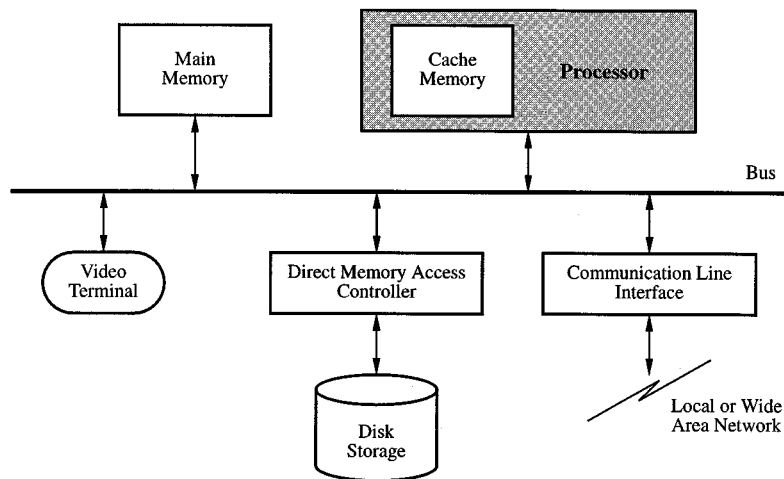 Main
Memory
Cache
Memory
Processor
Bus
Video
Terminal
Direct Memory Access
Controller
Communication Line
Interface
Disk
Storage
Local or Wide
Area Network